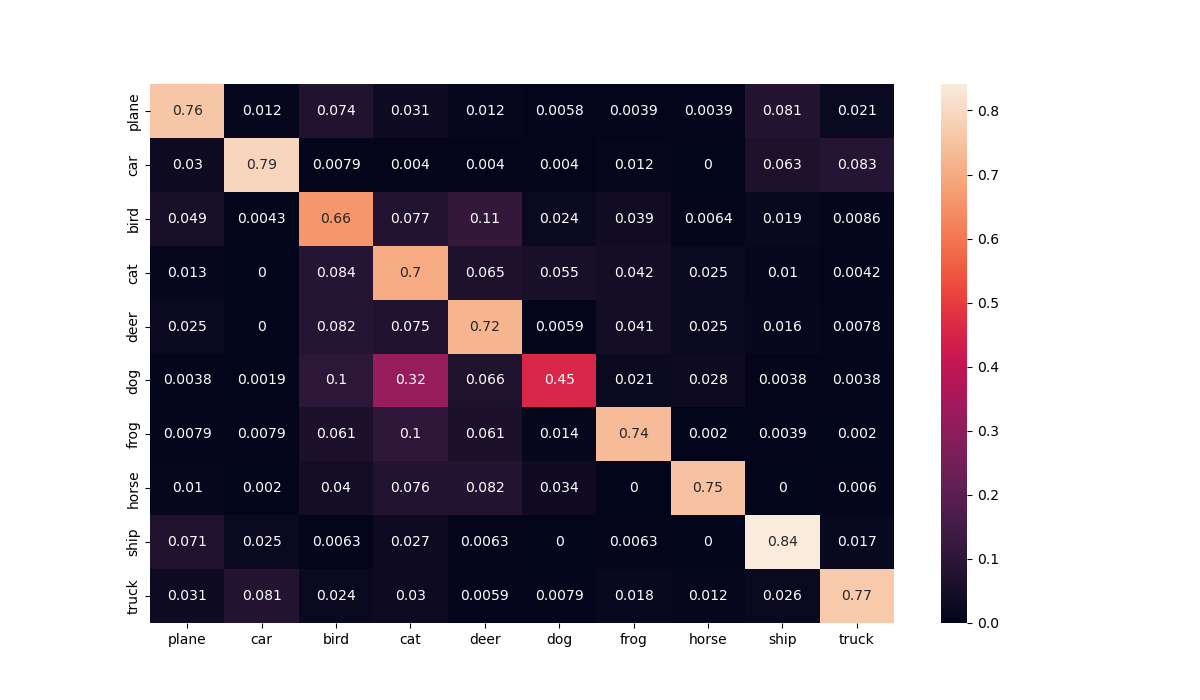 plane 0.76 0.012 0.074 0.031 0.012 0.0058 0.0039 0.0039 0.081 0.021
car 0.03 0.79 0.0079 0.004 0.004 0.004 0.012 0 0.063 0.083
bird 0.049 0.0043 0.66 0.077 0.11 0.024 0.039 0.0064 0.019 0.0086
cat 0.013 0 0.084 0.7 0.065 0.055 0.042 0.025 0.01 0.0042
deer 0.025 0 0.082 0.075 0.72 0.0059 0.041 0.025 0.016 0.0078
dog 0.0038 0.0019 0.1 0.32 0.066 0.45 0.021 0.028 0.0038 0.0038
frog 0.0079 0.0079 0.061 0.1 0.061 0.014 0.74 0.002 0.0039 0.002
horse 0.01 0.002 0.04 0.076 0.082 0.034 0 0.75 0 0.006
ship 0.071 0.025 0.0063 0.027 0.0063 0 0.0063 0 0.84 0.017
truck 0.031 0.081 0.024 0.03 0.0059 0.0079 0.018 0.012 0.026 0.77
plane car bird cat deer dog frog horse ship truck
0.8
0.7
0.6
0.5
0.4
0.3
0.2
0.1
0.0